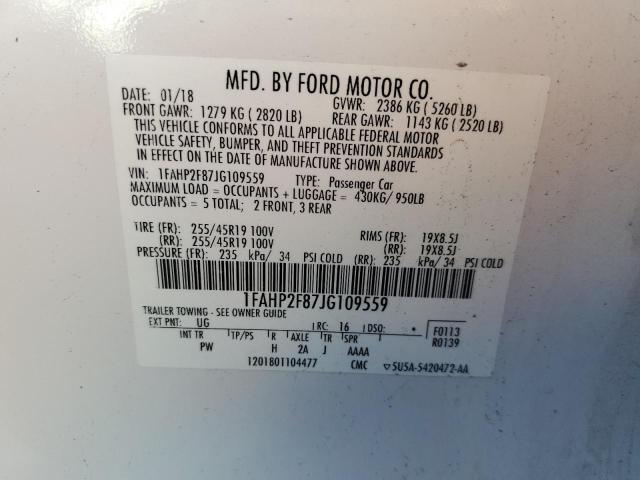 MFD. BY FORD MOTOR CO.
DATE: 01/18 GVWR: 2386 KG ( 5260 LB)
FRONT GAWR: 1279 KG ( 2820 LB) REAR GAWR: 1143 KG ( 2520 LB)
THIS VEHICLE CONFORMS TO ALL APPLICABLE FEDERAL MOTOR
VEHICLE SAFETY, BUMPER, AND THEFT PREVENTION STANDARDS
IN EFFECT ON THE DATE OF MANUFACTURE SHOWN ABOVE.
VIN: 1FAHP2F87JG109559 TYPE: Passenger Car
MAXIMUM LOAD = OCCUPANTS + LUGGAGE = 430KG/ 950LB
OCCUPANTS = 5 TOTAL; 2 FRONT, 3 REAR
TIRE (FR): 255/45R19 100V RIMS (FR): 19X8.5J
(RR): 255/45R19 100V (RR): 19X8.5J
PRESSURE (FR): 235 kPa/ 34 PSI COLD (RR): 235 kPa/ 34 PSI COLD
1FAHP2F87JG109559
TRAILER TOWING - SEE OWNER GUIDE
EXT PNT: UG RC: 16 DSO: F0113
INT TR TP/PS R AXLE TR SPR R0139
PW H 2A J AAAA
1201801104477 CMC ▽5U5A-5420472-AA